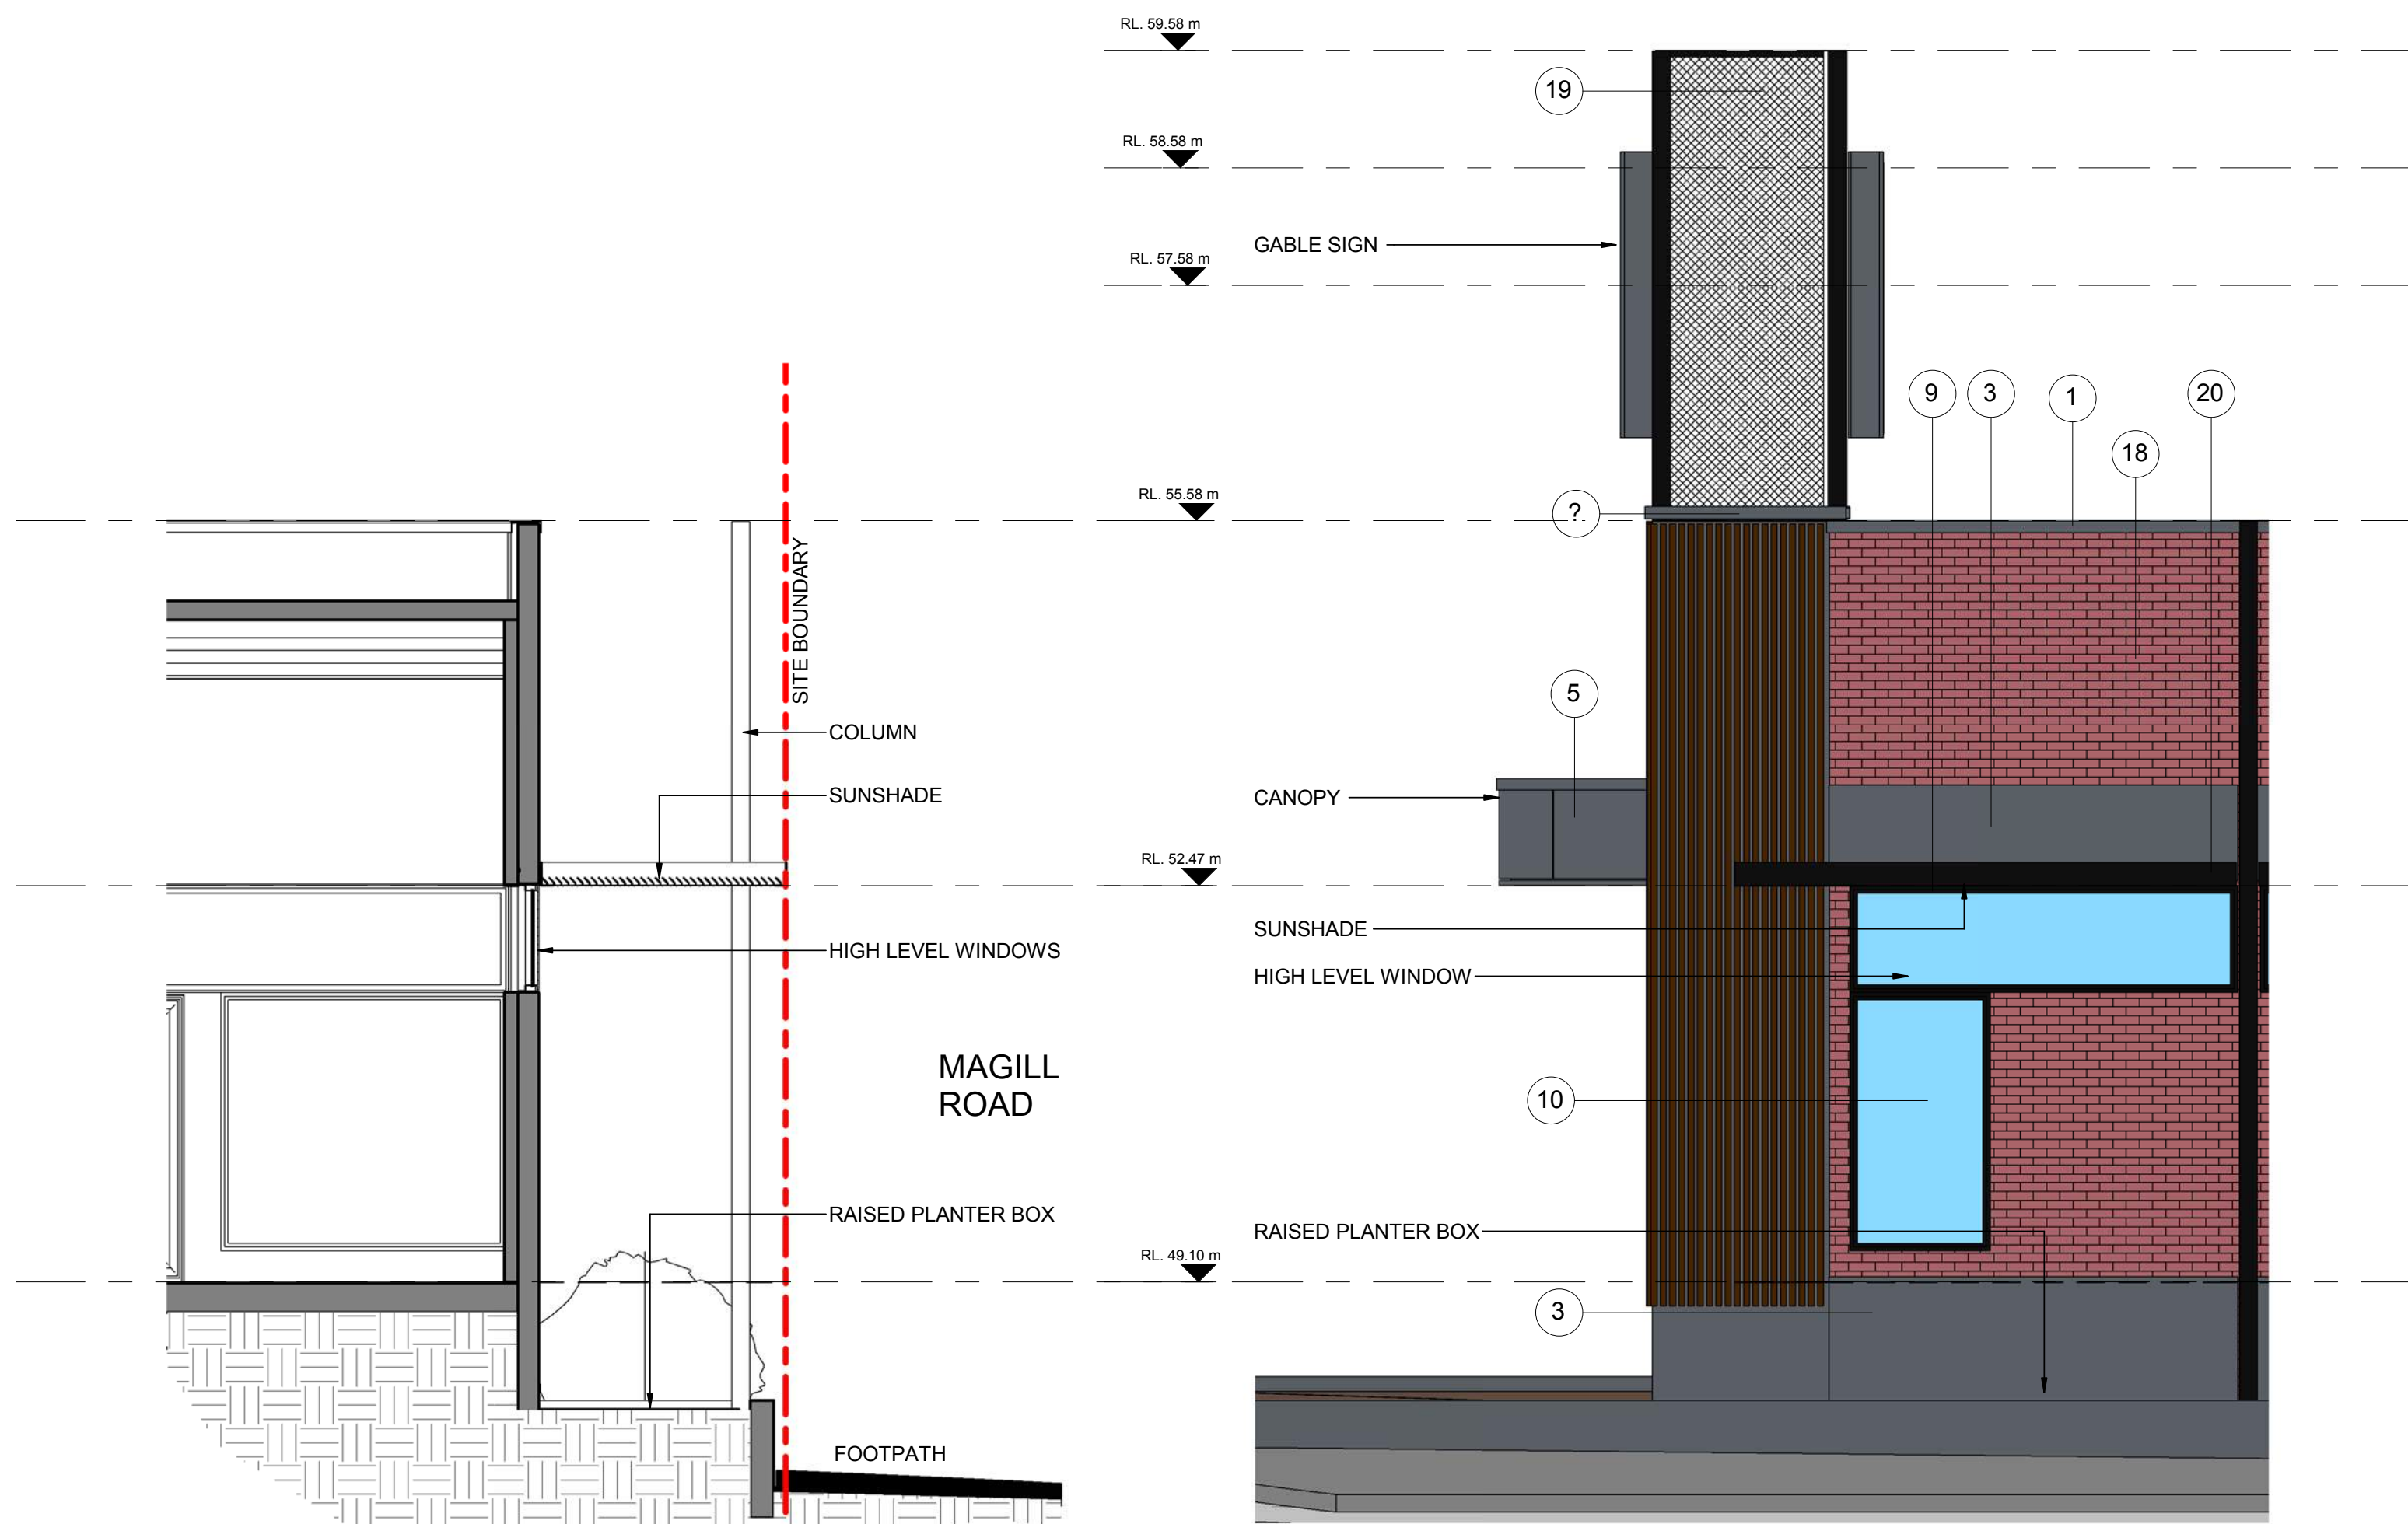 RL. 59.58 m
19
RL. 58.58 m
GABLE SIGN
RL. 57.58 m
9
3
1
20
18
RL. 55.58 m
?
SITE BOUNDARY
5
COLUMN
SUNSHADE
CANOPY
RL. 52.47 m
SUNSHADE
HIGH LEVEL WINDOWS
HIGH LEVEL WINDOW
MAGILL
ROAD
10
RAISED PLANTER BOX
RAISED PLANTER BOX
RL. 49.10 m
3
FOOTPATH